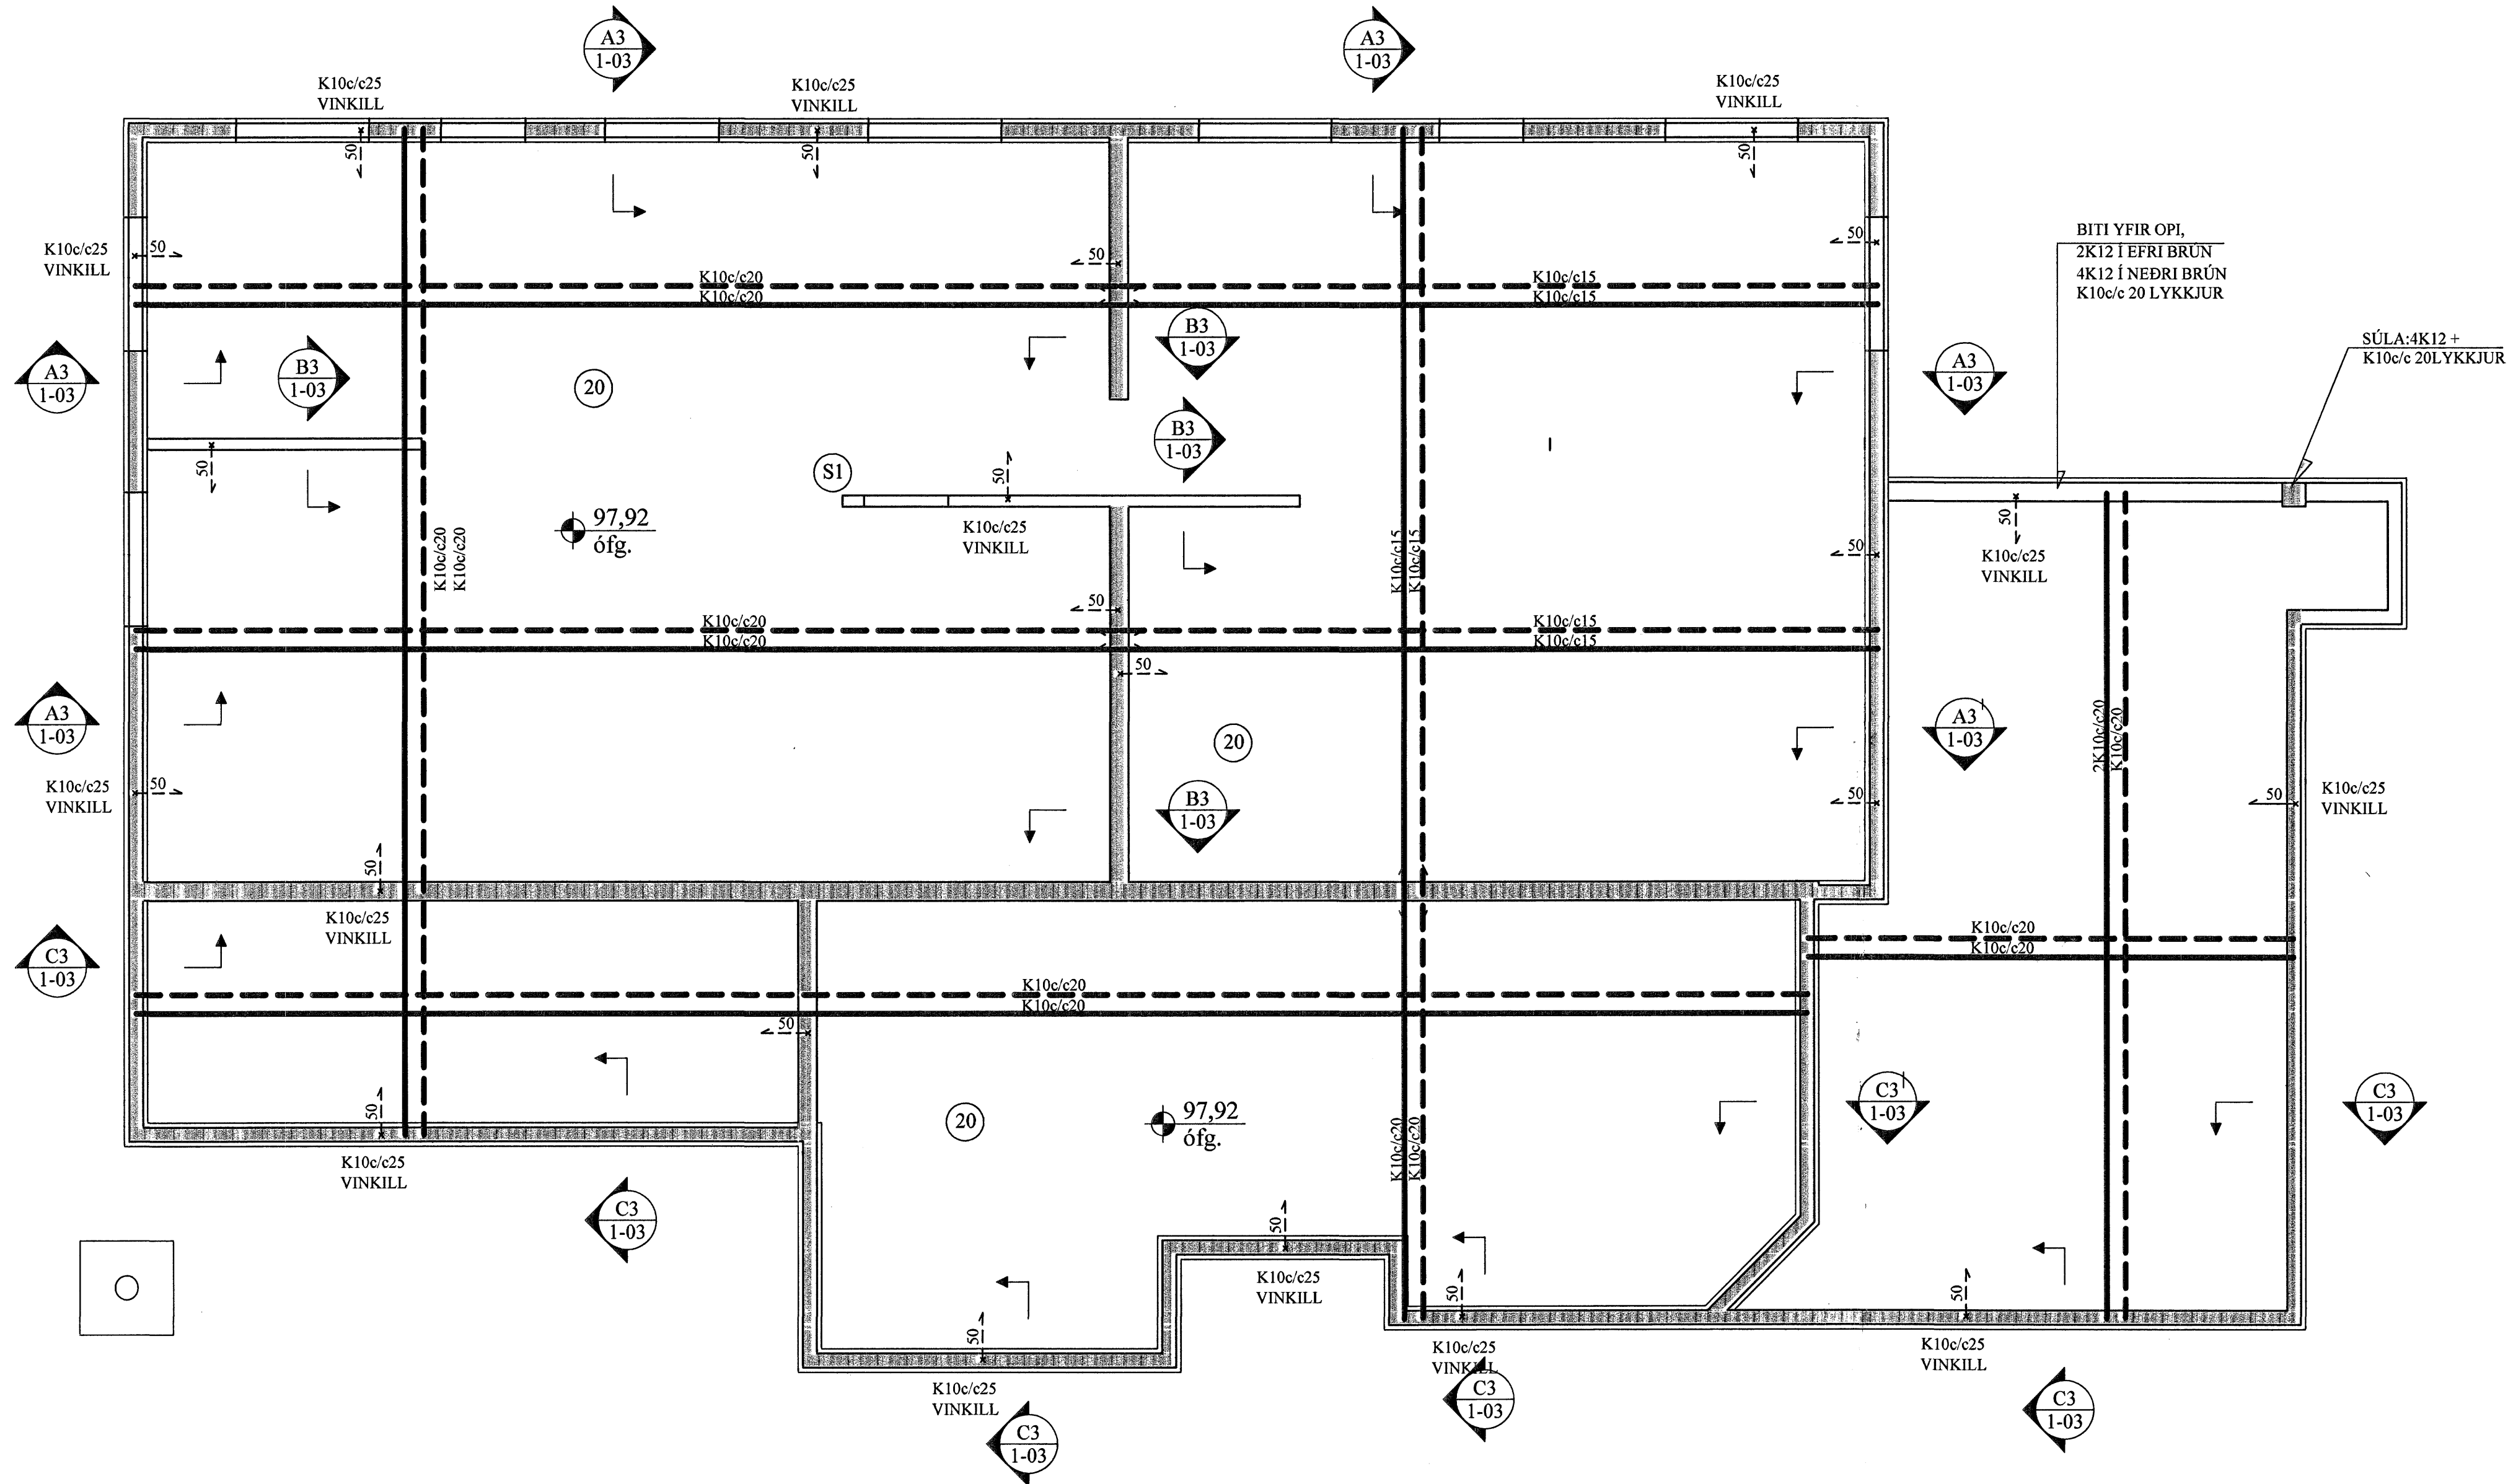 A3
1-03
A3
1-03
K10c/c25
VINKILL
K10c/c25
VINKILL
K10c/c25
VINKILL
50
50
50
K10c/c25
VINKILL
50
50
50
BITI YFIR OPI,
2K12 Í EFRI BRÚN
4K12 Í NEÐRI BRÚN
K10c/c 20 LYKKJUR
K10c/c20
K10c/c20
K10c/c15
K10c/c15
SÚLA:4K12 +
K10c/c 20LYKKJUR
A3
1-03
B3
1-03
20
B3
1-03
A3
1-03
B3
1-03
50
S1
50
K10c/c25
VINKILL
97,92
ófg.
K10c/c20
K10c/c20
K10c/c15
K10c/c15
50
50
K10c/c25
VINKILL
50
K10c/c20
K10c/c20
K10c/c15
K10c/c15
50
A3
1-03
20
A3
1-03
2K10c/c20
K10c/c20
K10c/c25
VINKILL
50
B3
1-03
50
50
K10c/c25
VINKILL
50
K10c/c25
VINKILL
C3
1-03
K10c/c20
K10c/c20
K10c/c20
K10c/c20
50
50
20
97,92
ófg.
K10c/c20
K10c/c20
C3
1-03
C3
1-03
K10c/c25
VINKILL
C3
1-03
50
K10c/c25
VINKILL
50
50
50
K10c/c25
VINKILL
K10c/c25
VINKILL
K10c/c25
VINKILL
C3
1-03
C3
1-03
C3
1-03